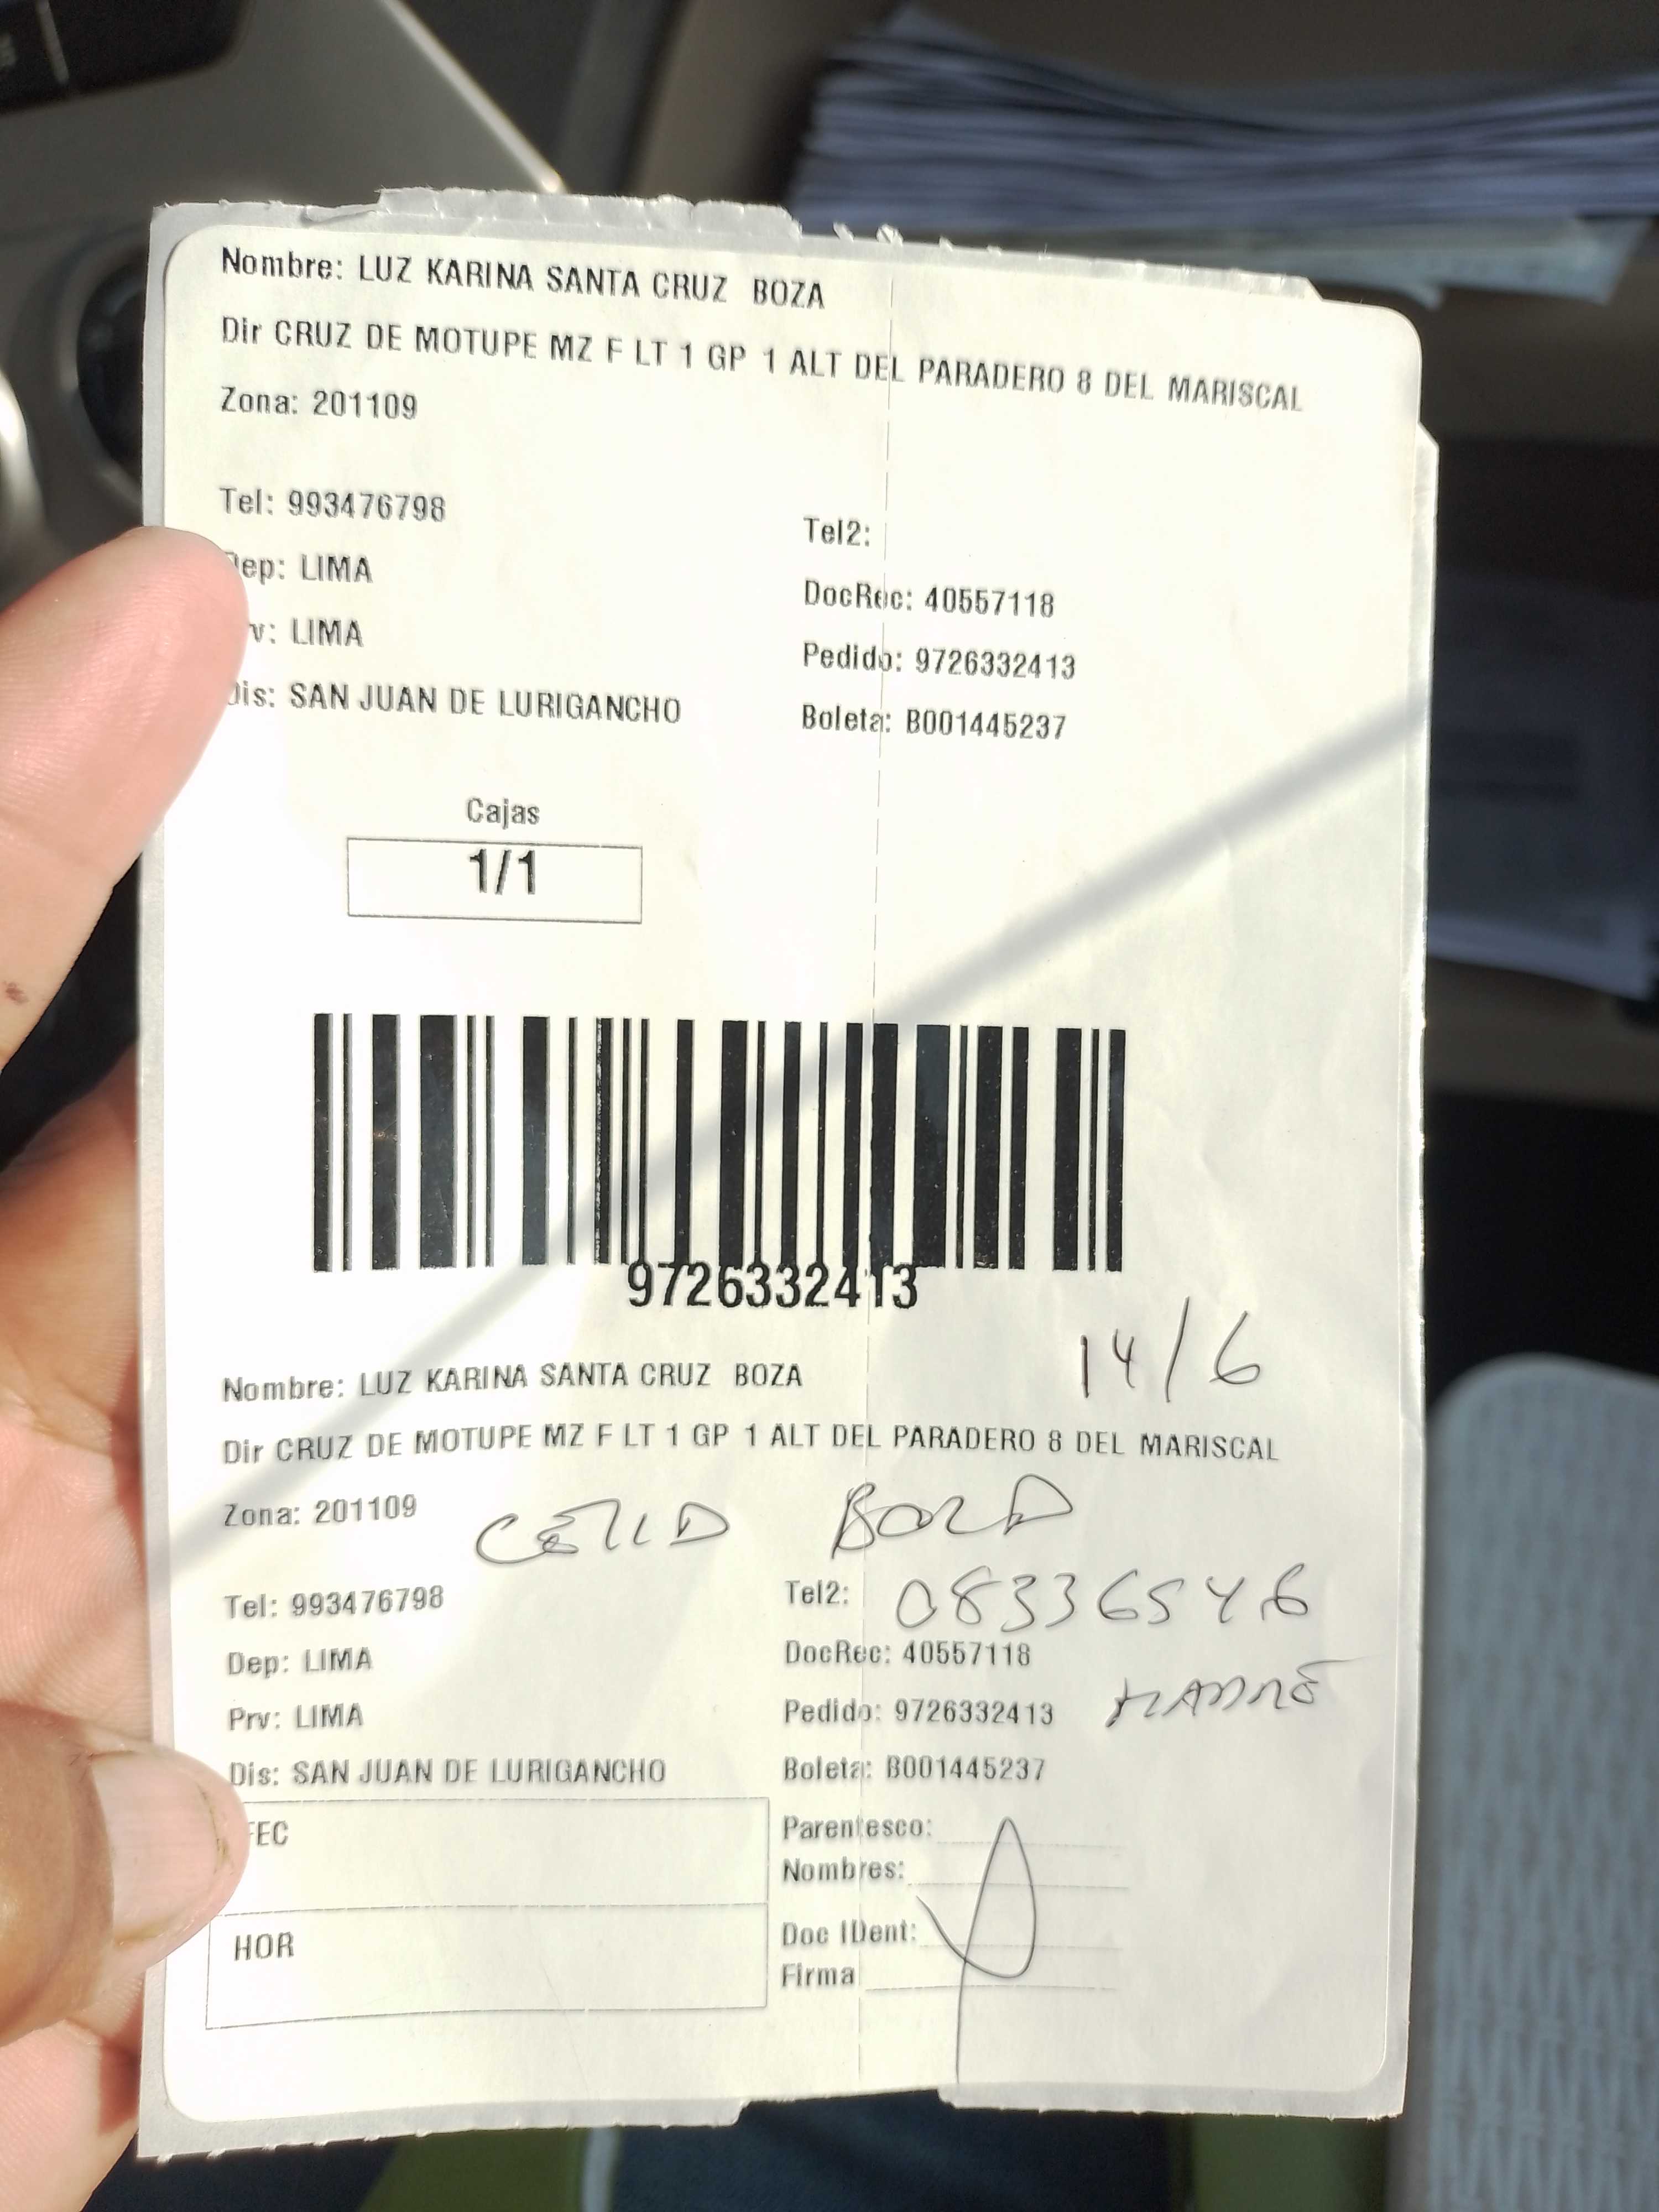 Nombre: LUZ KARINA SANTA CRUZ BOZA
Dir CRUZ DE MOTUPE MZ F LT 1 GP 1 ALT DEL PARADERO 8 DEL MARISCAL
Zona: 201109
Tel: 993476798
Tel2:
ep: LIMA
DocRec: 40557118
v: LIMA
Pedido: 9726332413
Dis: SAN JUAN DE LURIGANCHO
Boleta: B001445237
Cajas
1/1
9726332413
14/6
Nombre: LUZ KARINA SANTA CRUZ BOZA
Dir CRUZ DE MOTUPE MZ F LT 1 GP 1 ALT DEL PARADERO 8 DEL MARISCAL
Zona: 201109
BOZA
Tel: 993476798
Tel2: 08336546
Dep: LIMA
DocRec: 40557118
Prv: LIMA
Pedido: 9726332413 MADRE
Dis: SAN JUAN DE LURIGANCHO
Boleta: B001445237
FEC
Parentesco:
Nombres:
HOR
Doc IDent:
Firma